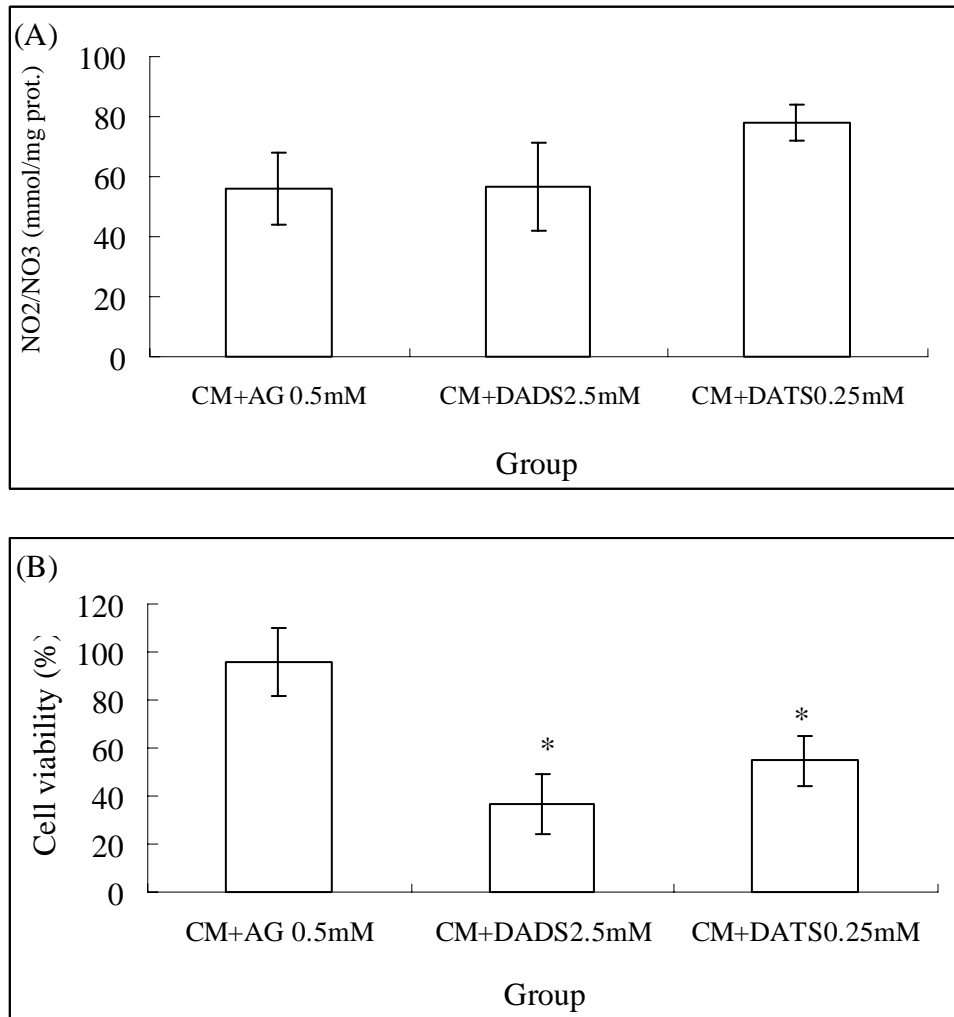 (A)
NO2/NO3 (mmol/mg prot.)
100
80
60
40
20
0
CM+AG 0.5mM CM+DADS2.5mM CM+DATS0.25mM
Group
(B)
Cell viability (%)
120
100
80
60
40
20
0
*
*
CM+AG 0.5mM CM+DADS2.5mM CM+DATS0.25mM
Group